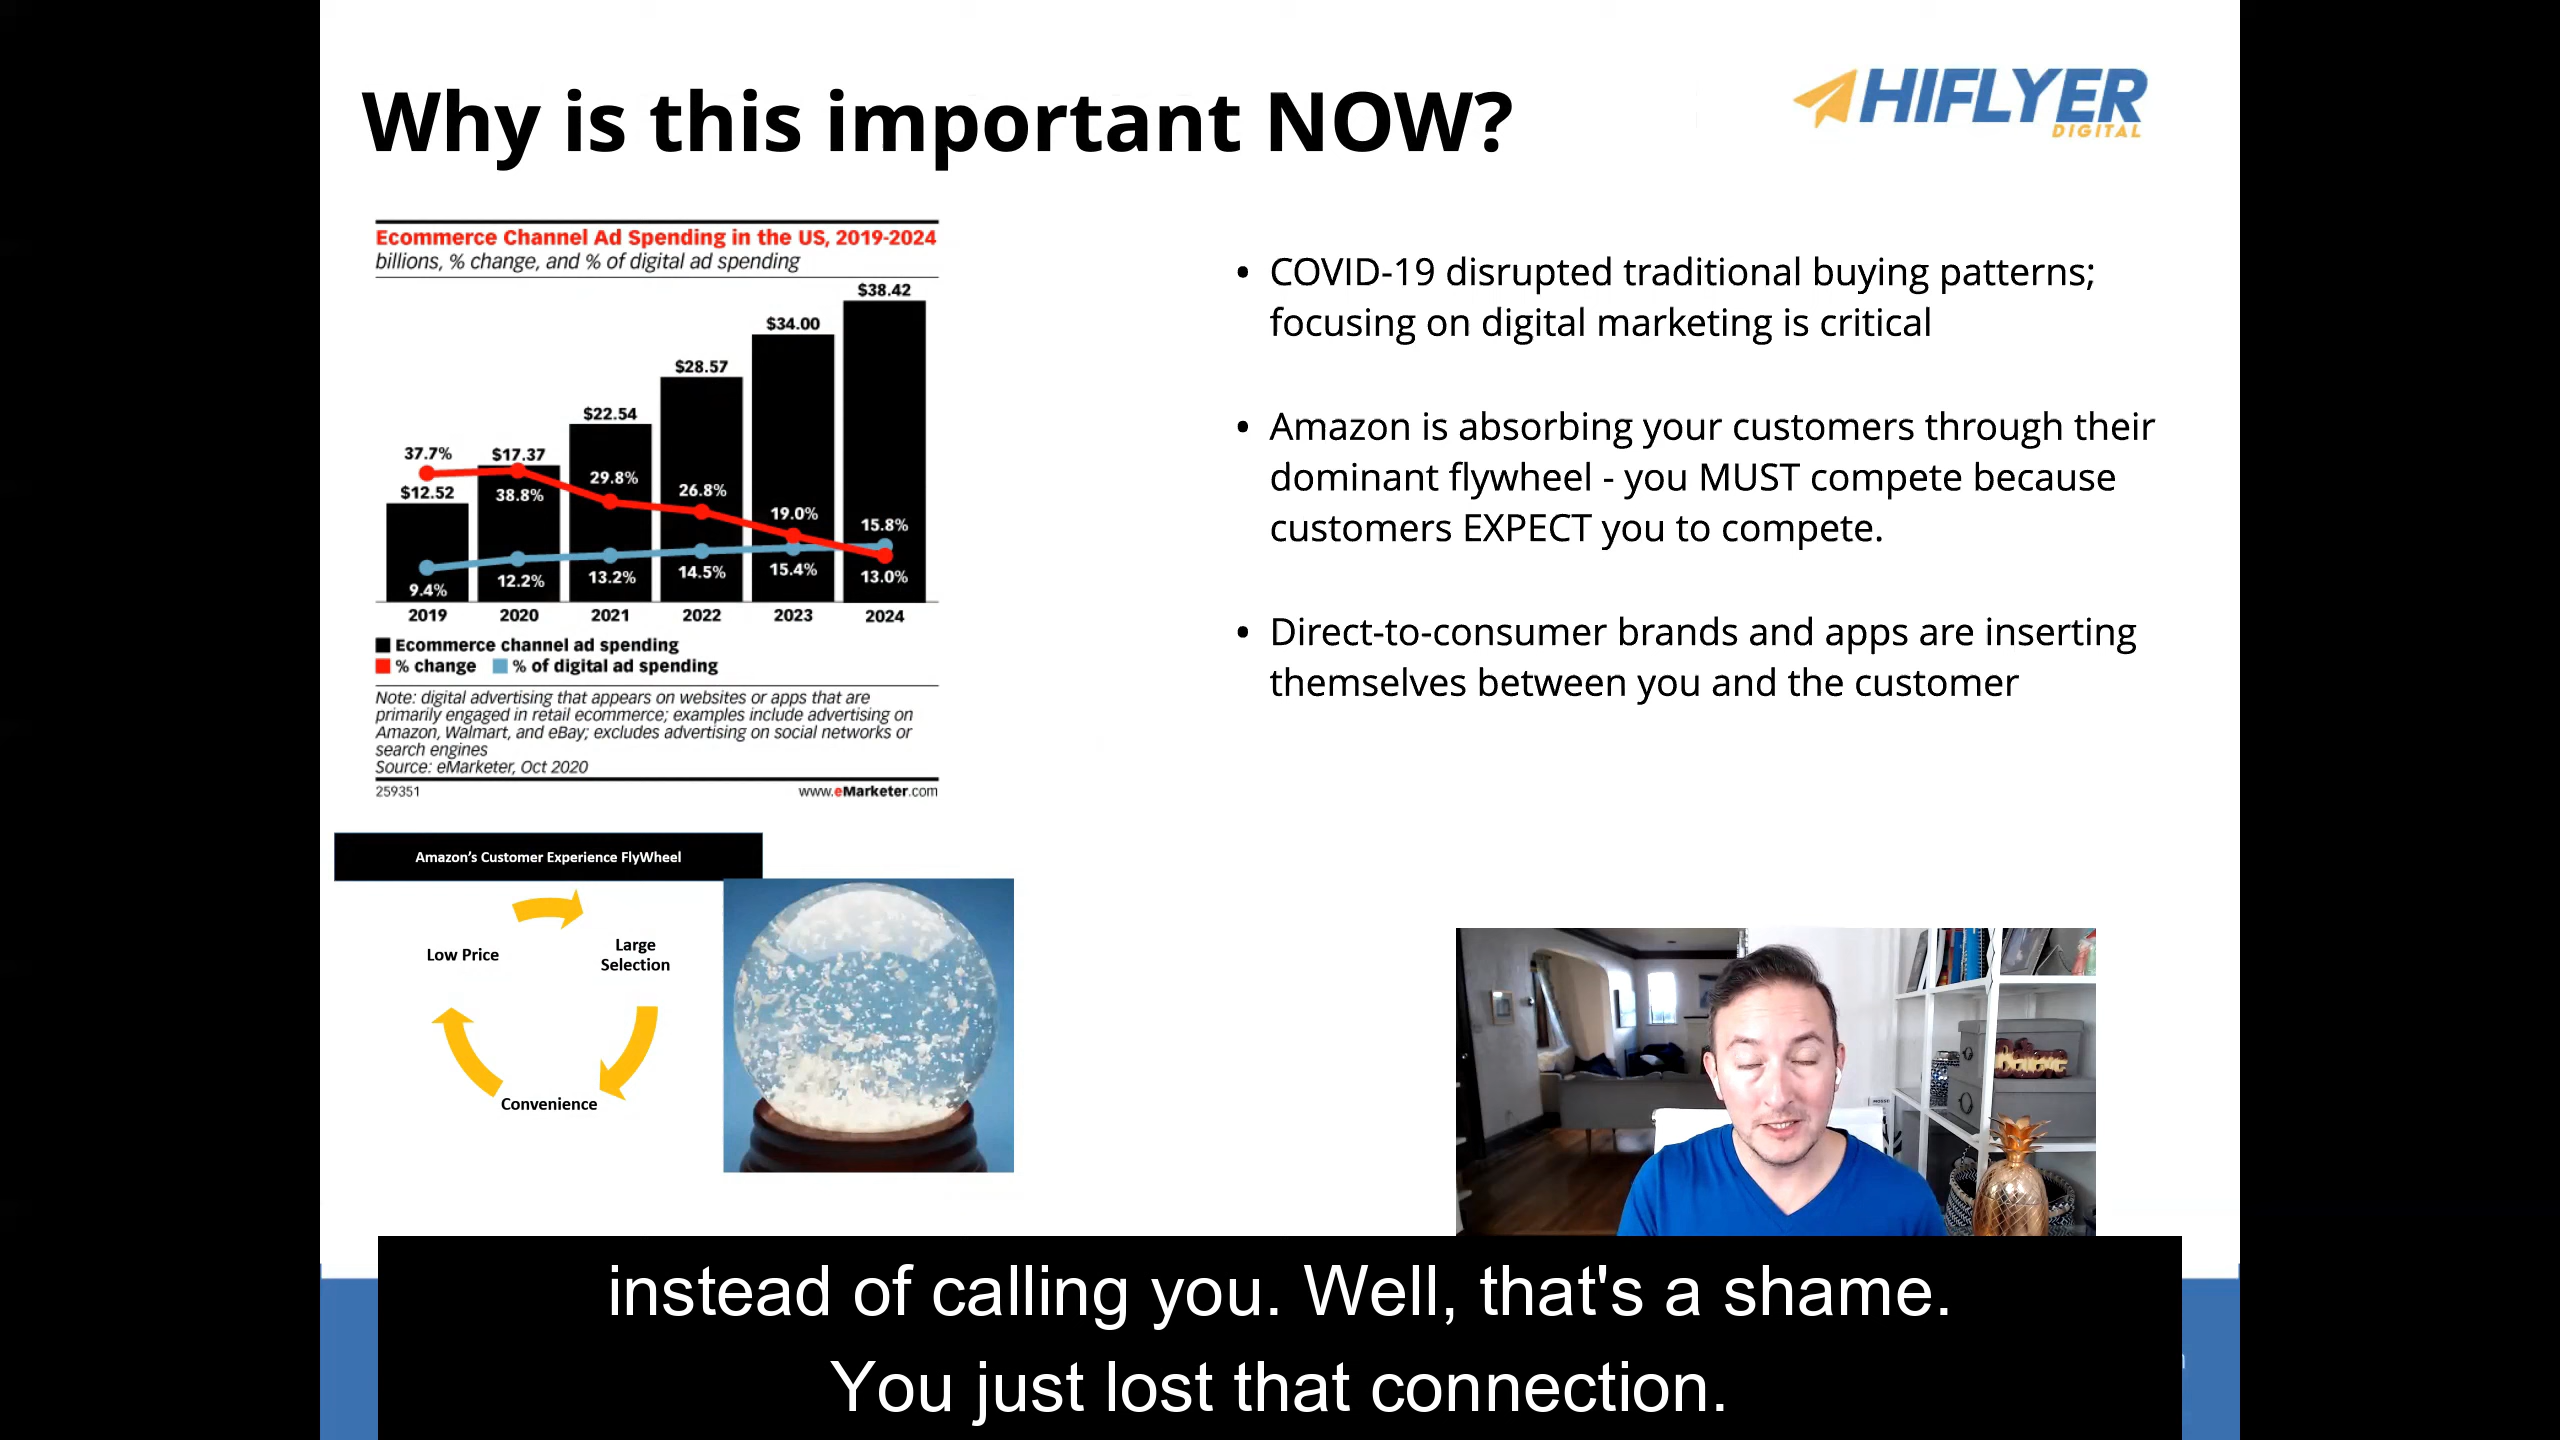 Why is this important NOW?
HIFLYER
DIGITAL
Ecommerce Channel Ad Spending in the US, 2019-2024
billions, % change, and % of digital ad spending
$38.42
$34.00
$28.57
$22.54
37.7%
$17.37
29.8%
$12.52
38.8%
26.8%
19.0%
15.8%
9.4%
12.2%
13.2%
14.5%
15.4%
13.0%
2019 2020 2021 2022 2023 2024
Ecommerce channel ad spending
% change % of digital ad spending
Note: digital advertising that appears on websites or apps that are
primarily engaged in retail ecommerce; examples include advertising on
Amazon, Walmart, and eBay; excludes advertising on social networks or
search engines
Source: eMarketer, Oct 2020
259351 www.eMarketer.com
• COVID-19 disrupted traditional buying patterns;
focusing on digital marketing is critical
• Amazon is absorbing your customers through their
dominant flywheel - you MUST compete because
customers EXPECT you to compete.
• Direct-to-consumer brands and apps are inserting
themselves between you and the customer
Amazon's Customer Experience FlyWheel
Low Price
Large
Selection
Convenience
instead of calling you. Well, that's a shame.
You just lost that connection.